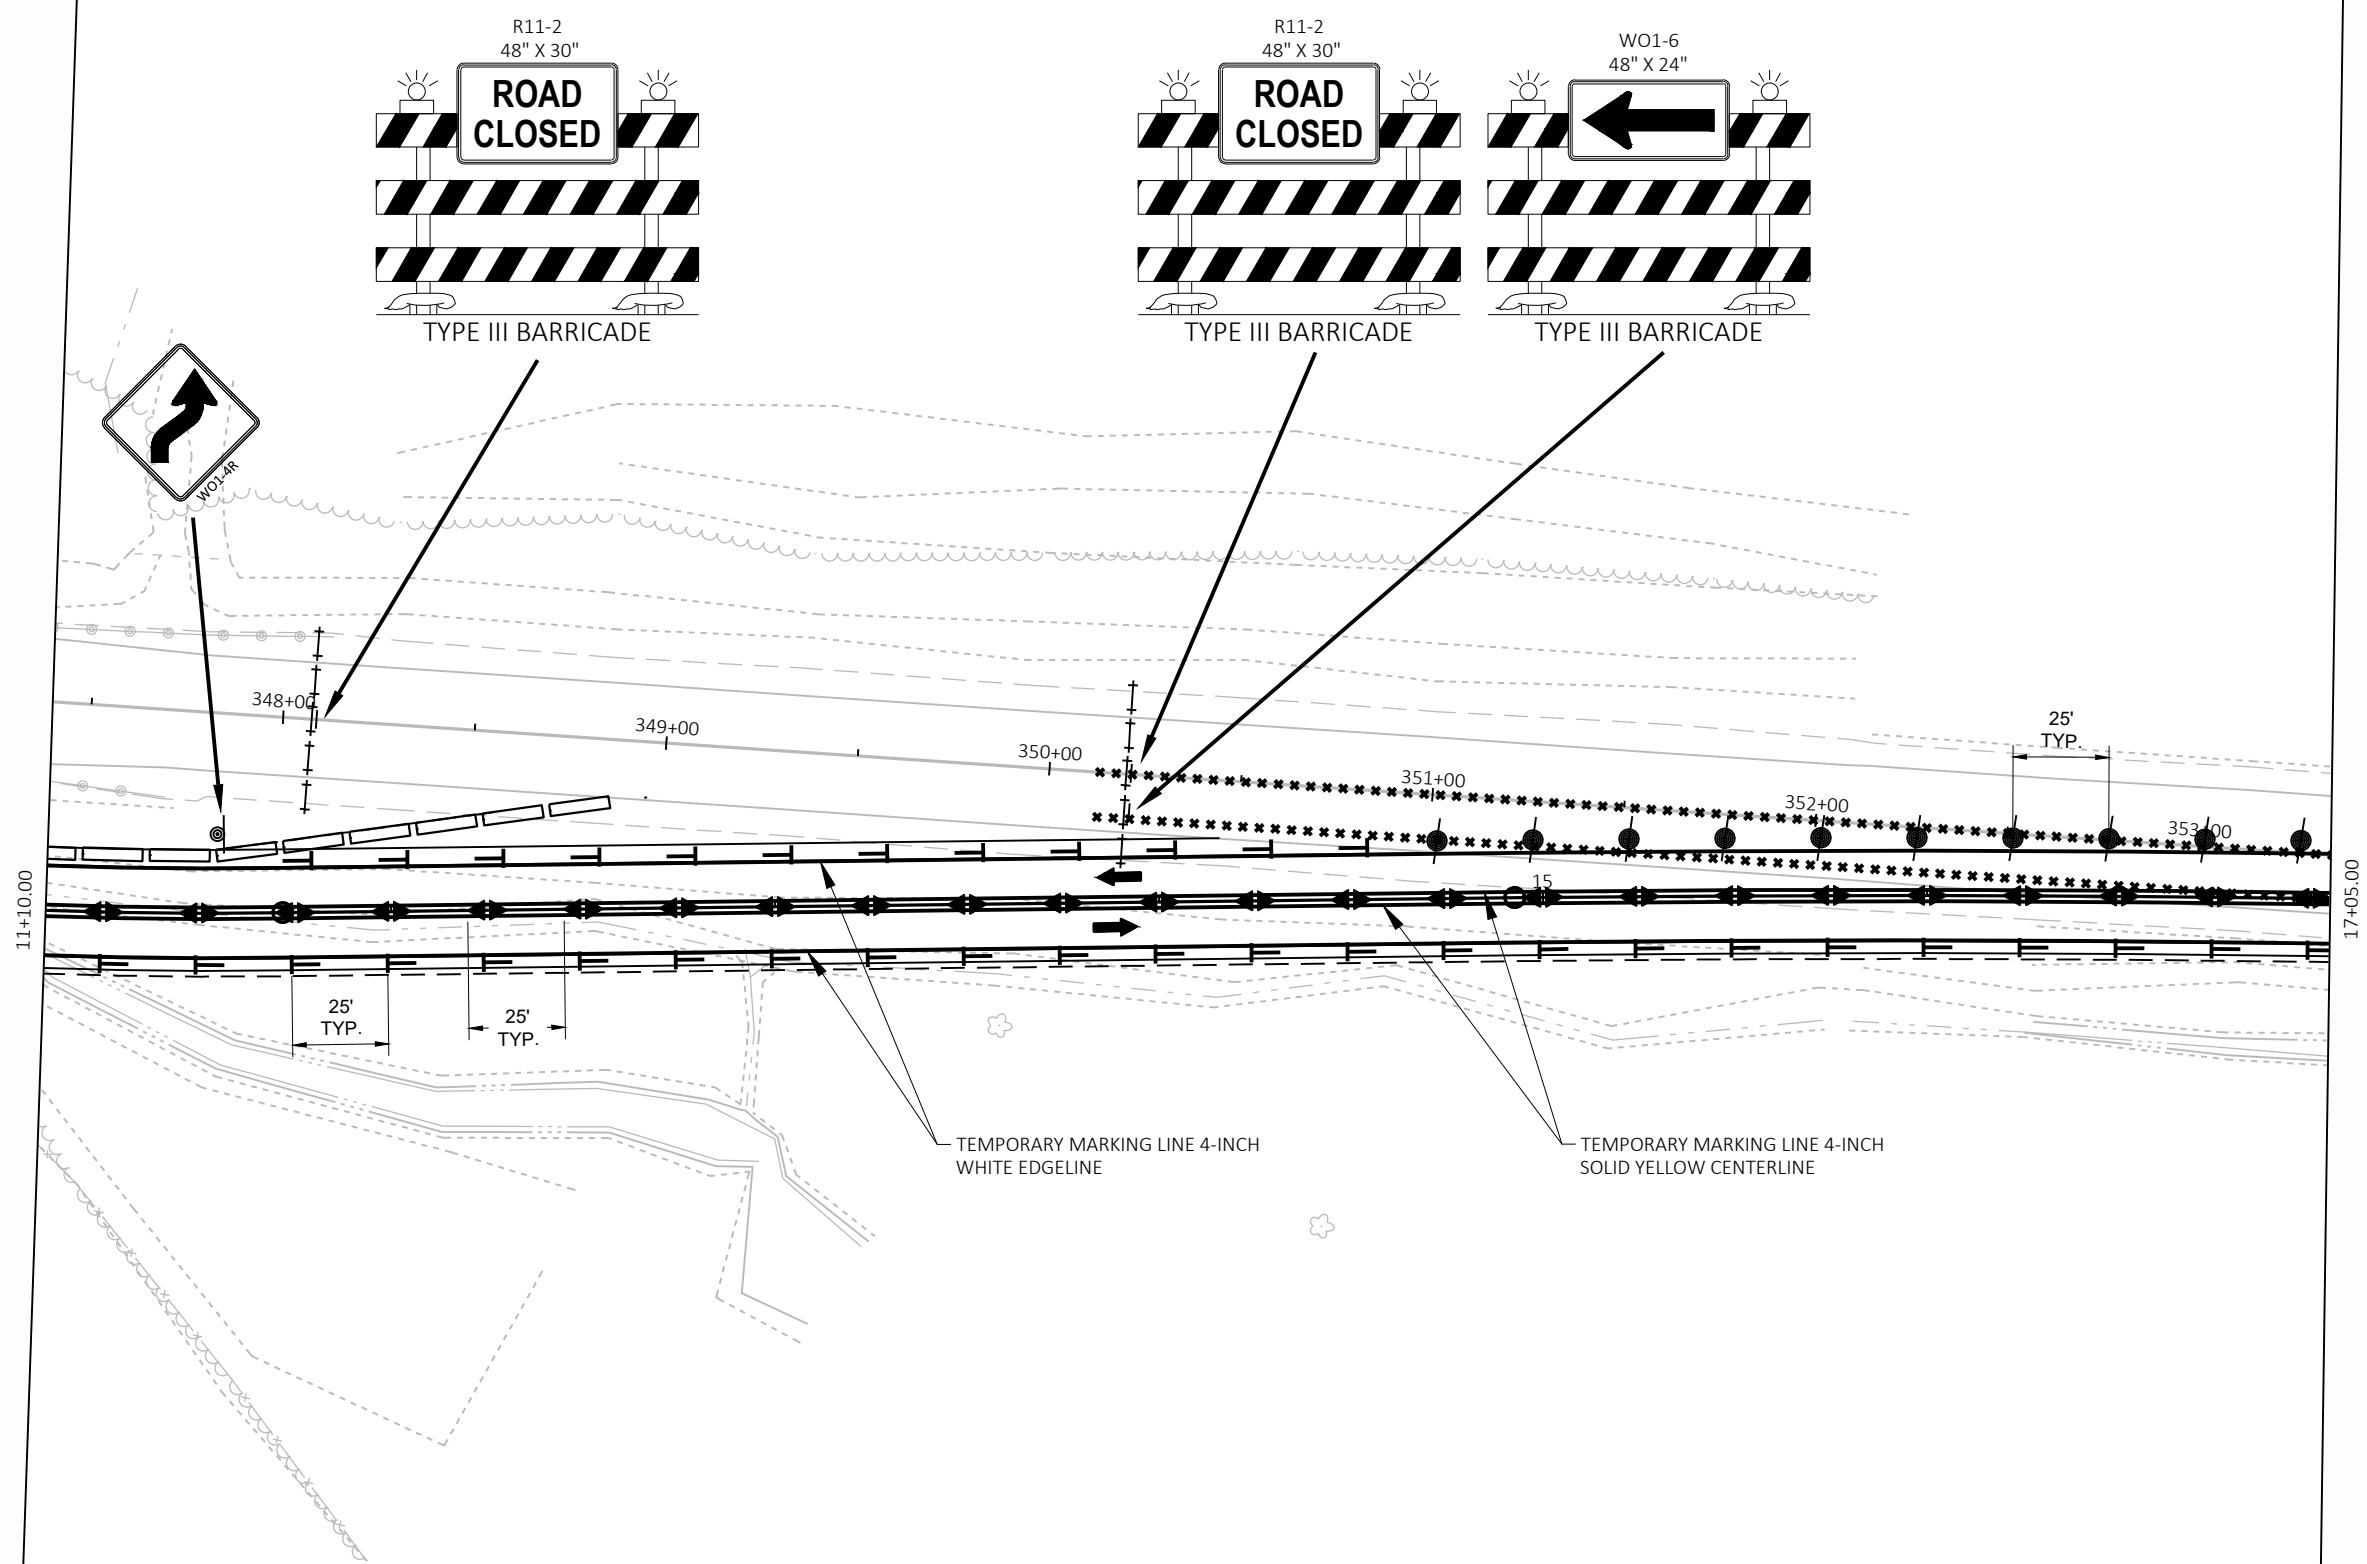 R11-2
48" X 30"
ROAD
CLOSED
TYPE III BARRICADE
R11-2
48" X 30"
ROAD
CLOSED
TYPE III BARRICADE
WO1-6
48" X 24"
TYPE III BARRICADE
WO1-4R
348+00
349+00
350+00
351+00
352+00
353+00
25'
TYP.
15
11+10.00
17+05.00
25'
TYP.
25'
TYP.
TEMPORARY MARKING LINE 4-INCH
WHITE EDGELINE
TEMPORARY MARKING LINE 4-INCH
SOLID YELLOW CENTERLINE